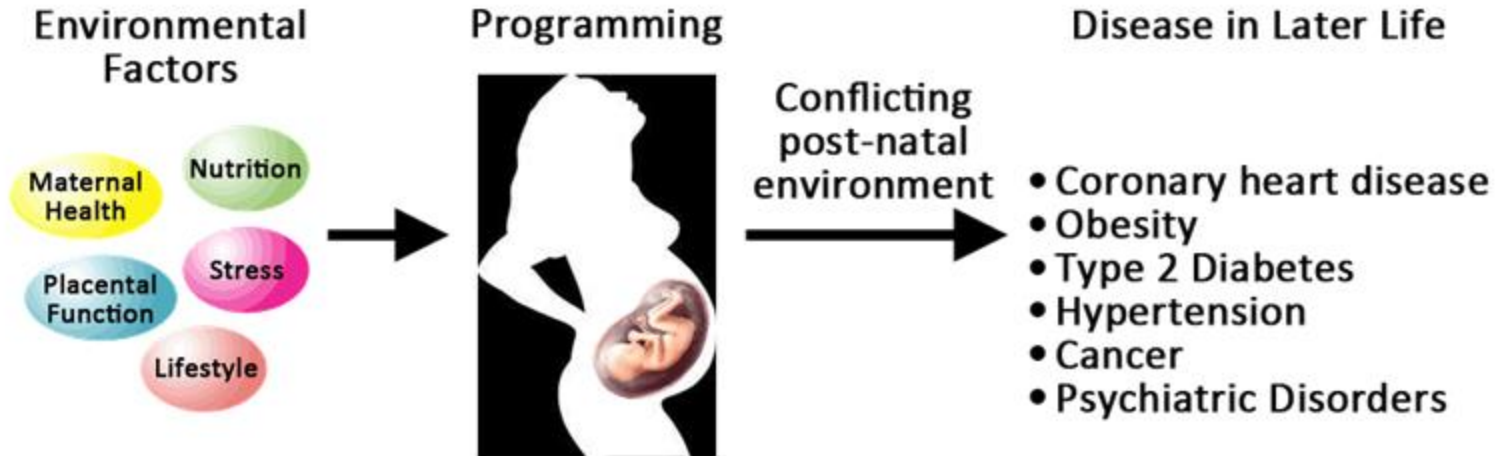 Environmental
Factors
Maternal
Health
Nutrition
Placental
Function
Stress
Lifestyle
Programming
Conflicting
post-natal
environment
Disease in Later Life
• Coronary heart disease
• Obesity
• Type 2 Diabetes
• Hypertension
• Cancer
• Psychiatric Disorders